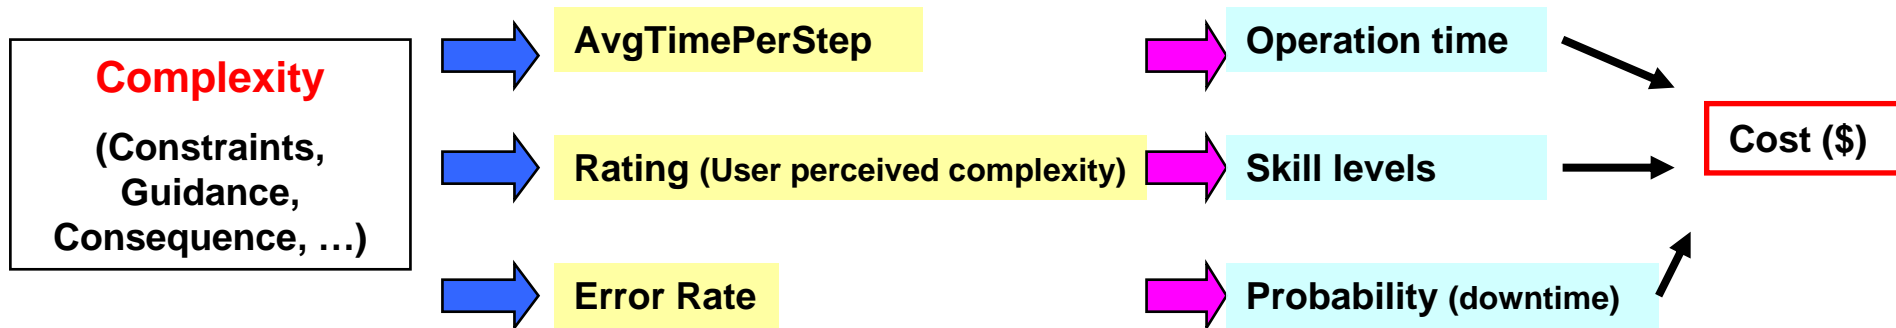 Complexity
(Constraints,
Guidance,
Consequence, …)
AvgTimePerStep
Rating (User perceived complexity)
Error Rate
Operation time
Skill levels
Probability (downtime)
Cost ($)